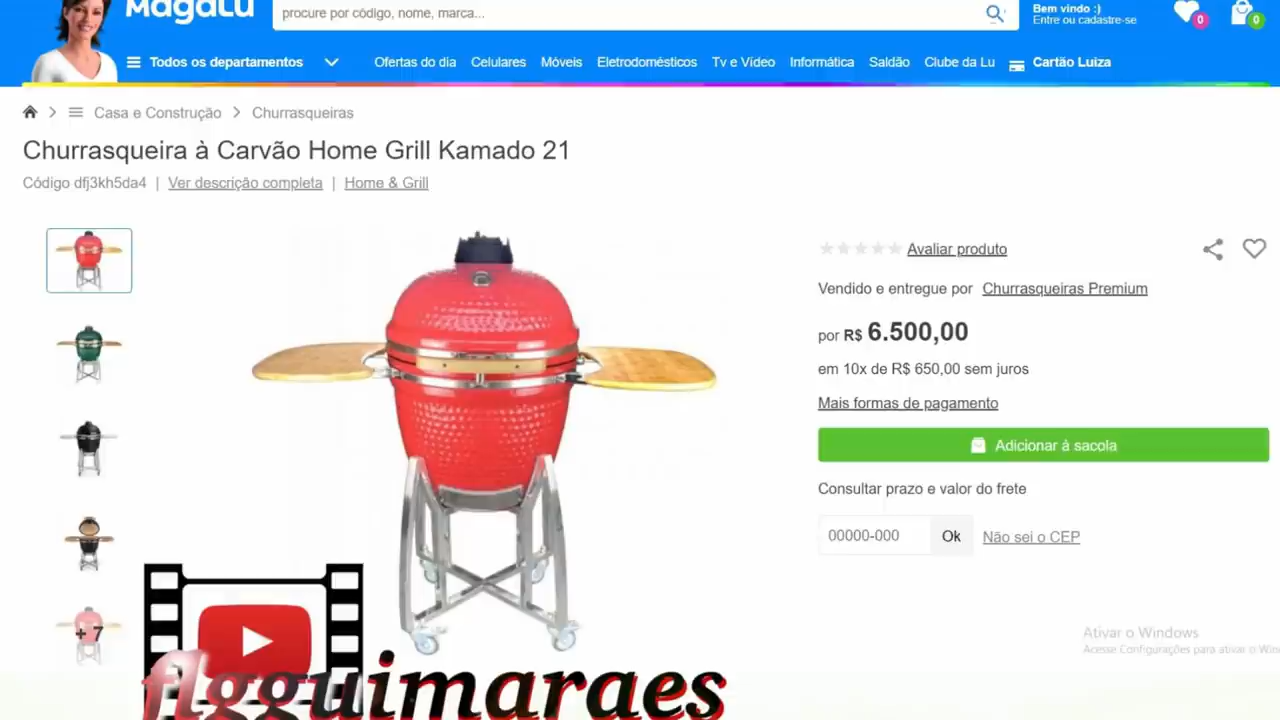 MagaLu
procure por código, nome, marca...
Bem vindo :)
Entre ou cadastre-se
0
0
Todos os departamentos
Ofertas do dia
Celulares
Móveis
Eletrodomésticos
Tv e Vídeo
Informática
Saldão
Clube da Lu
Cartão Luiza
Casa e Construção
Churrasqueiras
Churrasqueira à Carvão Home Grill Kamado 21
Código dfj3kh5da4 | Ver descrição completa | Home & Grill
Avaliar produto
Vendido e entregue por Churrasqueiras Premium
por R$ 6.500,00
em 10x de R$ 650,00 sem juros
Mais formas de pagamento
Adicionar à sacola
Consultar prazo e valor do frete
00000-000
Ok
Não sei o CEP
+ 7
Ativar o Windows
Acesse Configurações para ativar o Win
flgguimaraes